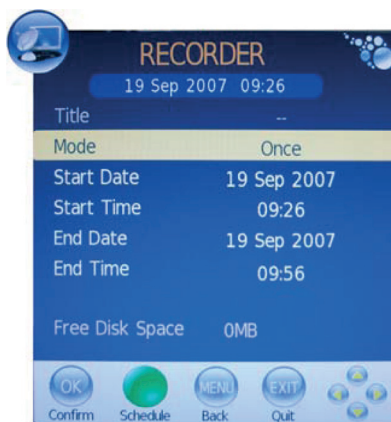 RECORDER
19 Sep 2007 09:26
Title --
Mode Once
Start Date 19 Sep 2007
Start Time 09:26
End Date 19 Sep 2007
End Time 09:56
Free Disk Space 0MB
OK MENU EXIT
Confirm Schedule Back Quit